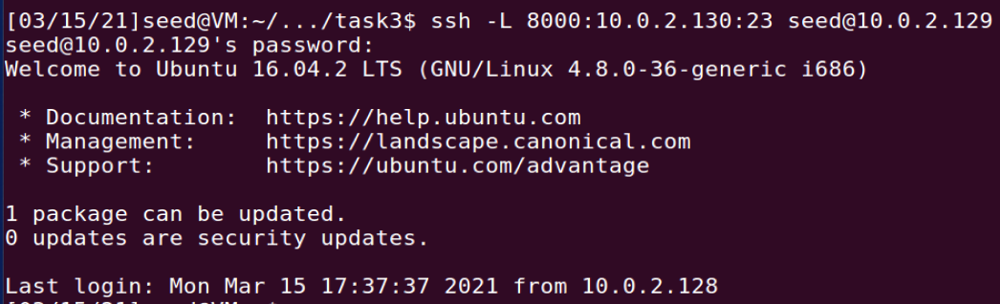 [03/15/21]seed@VM:~/.../task3$ ssh -L 8000:10.0.2.130:23 seed@10.0.2.129
seed@10.0.2.129's password:
Welcome to Ubuntu 16.04.2 LTS (GNU/Linux 4.8.0-36-generic i686)
* Documentation:  https://help.ubuntu.com
* Management:     https://landscape.canonical.com
* Support:        https://ubuntu.com/advantage
1 package can be updated.
0 updates are security updates.
Last login: Mon Mar 15 17:37:37 2021 from 10.0.2.128